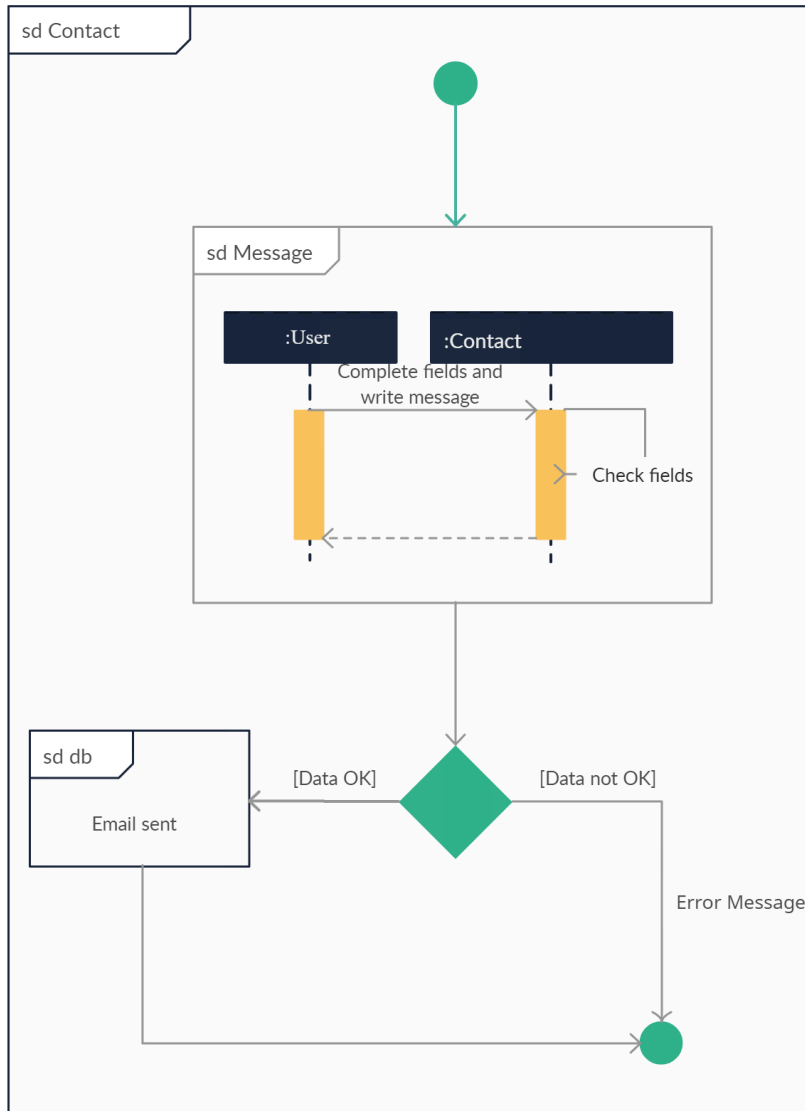 sd Contact
sd Message
:User
:Contact
Complete fields and
write message
Check fields
sd db
[Data OK]
[Data not OK]
Email sent
Error Message